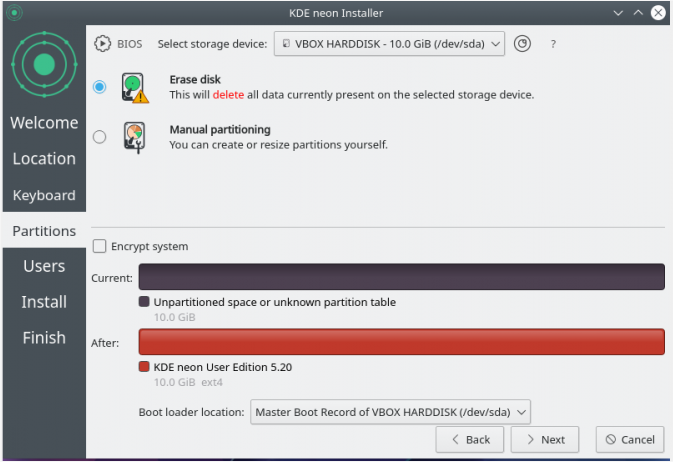 KDE neon Installer
BIOS Select storage device: VBOX HARDDISK - 10.0 GiB (/dev/sda) ?
Erase disk
This will delete all data currently present on the selected storage device.
Manual partitioning
You can create or resize partitions yourself.
Welcome
Location
Keyboard
Partitions
Users
Install
Finish
Encrypt system
Current:
Unpartitioned space or unknown partition table
10.0 GiB
After:
KDE neon User Edition 5.20
10.0 GiB ext4
Boot loader location: Master Boot Record of VBOX HARDDISK (/dev/sda)
Back Next Cancel